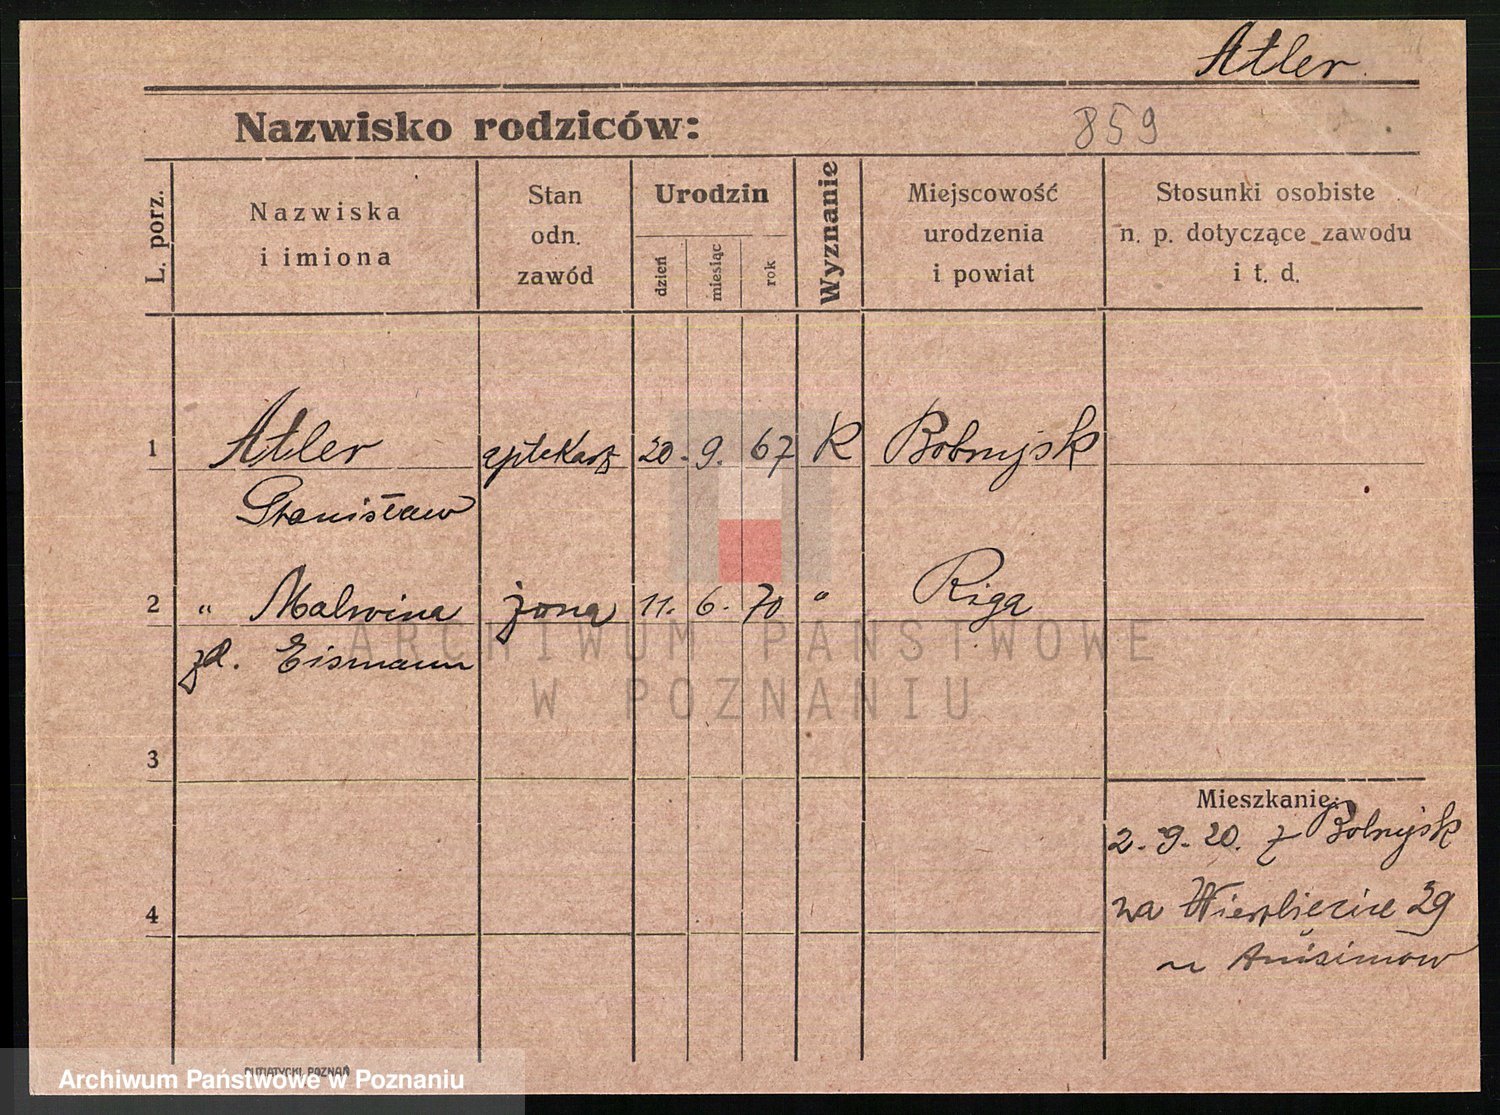 Atler
Nazwisko rodziców:
859
L. porz.
Nazwiska
i imiona
Stan
odn.
zawód
Urodzin
dzień
miesiąc
rok
Wyznanie
Miejscowość
urodzenia
i powiat
Stosunki osobiste
n. p. dotyczące zawodu
i t. d.
1 Atler aptekarz 20. 9. 67 K Bobrujsk
Stanisław
2 " Malwina żona 11. 6. 70 " Riga
zd. Eismann
ARCHIWUM PAŃSTWOWE
W POZNANIU
3
Mieszkanie:
2. 9. 20. z Bobrujsk
na Wierzbięcice 29
u Anisimow
4
PUTIATYCKI, POZNAŃ
Archiwum Państwowe w Poznaniu